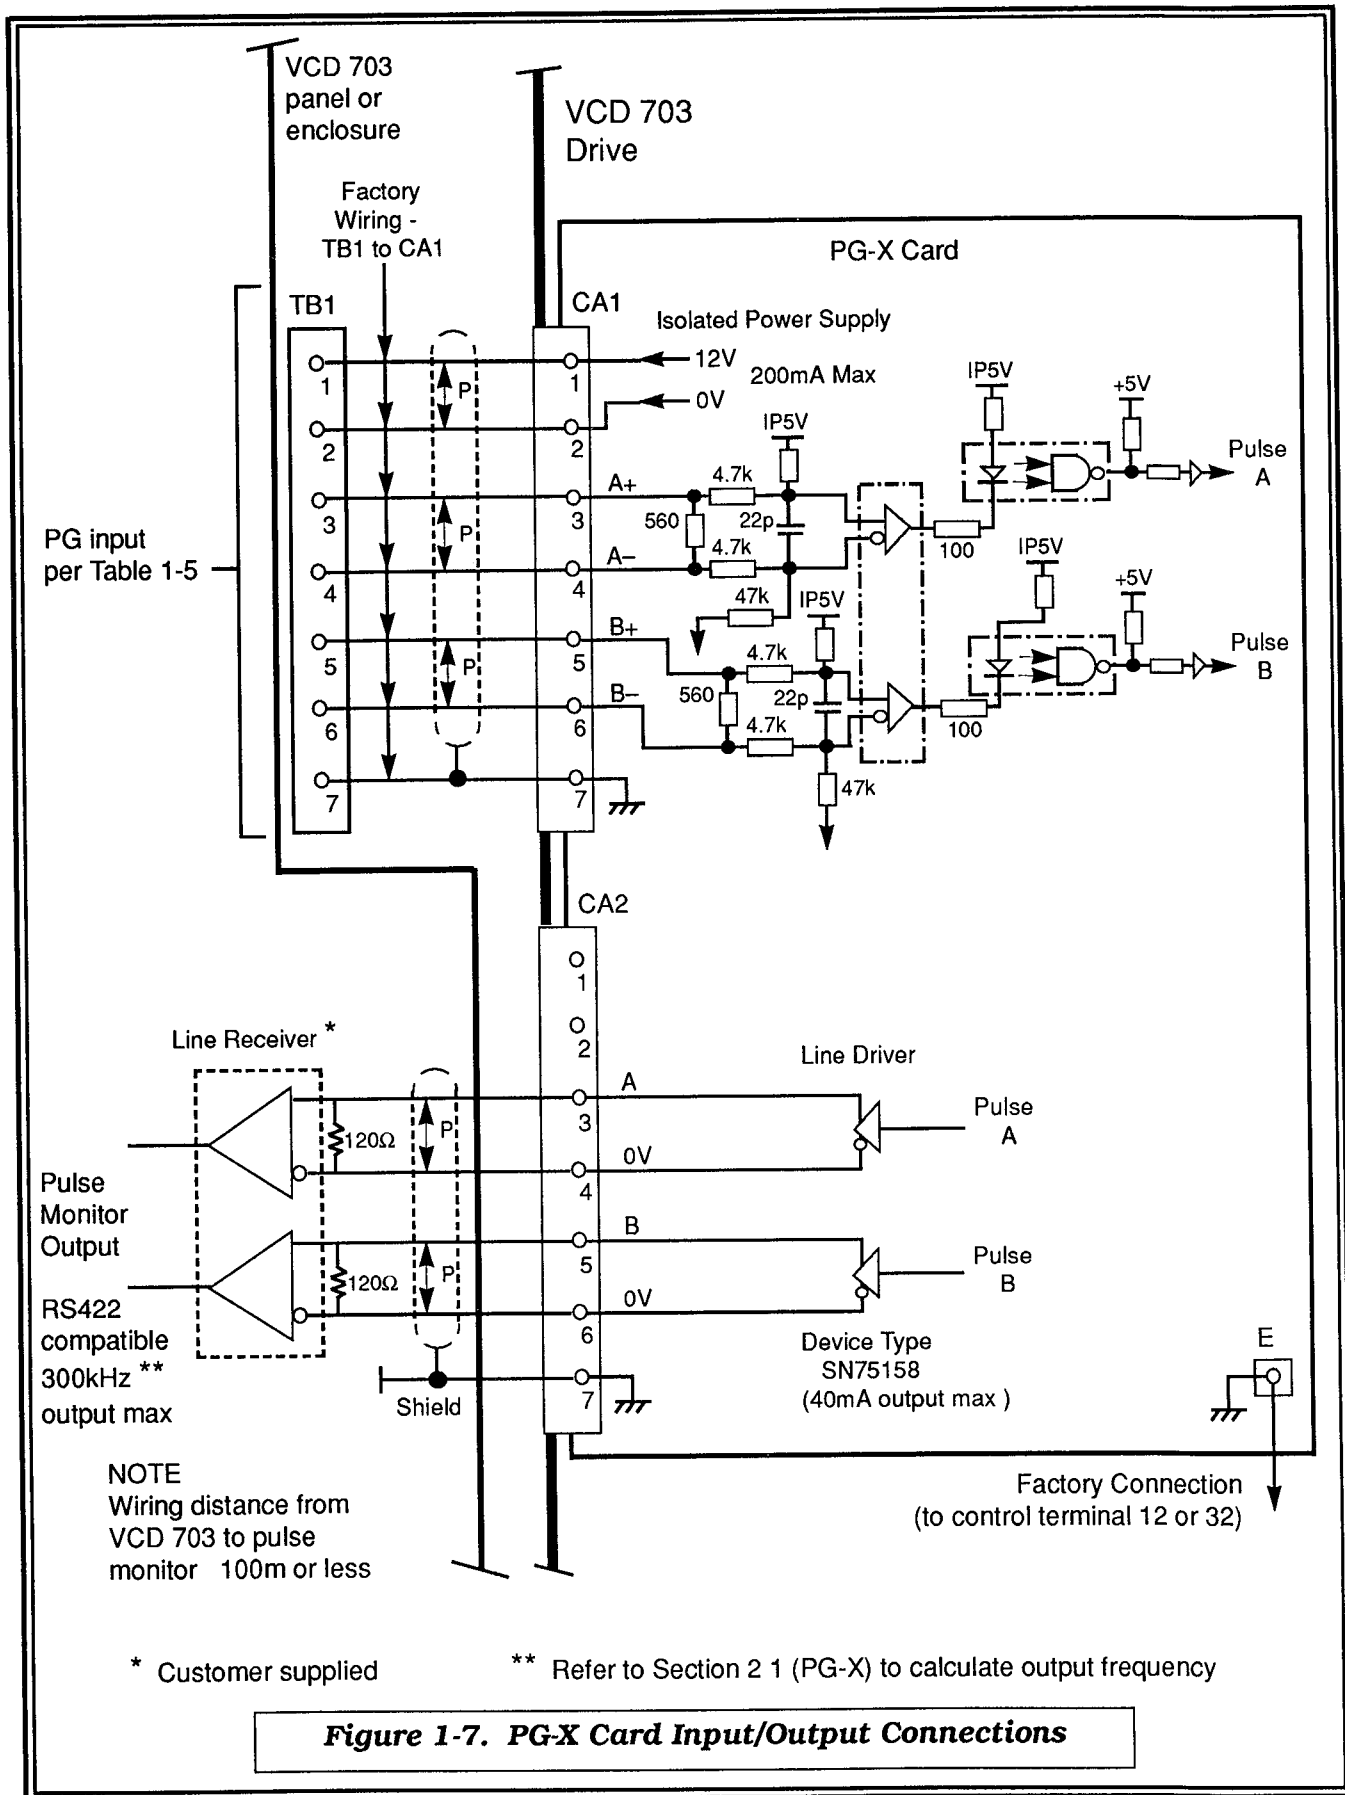 VCD 703
panel or
enclosure
VCD 703
Drive
Factory
Wiring -
TB1 to CA1
PG-X Card
TB1
CA1
Isolated Power Supply
12V
200mA Max
0V
1
2
3
4
5
6
7
P
P
P
1
2
3
4
5
6
7
A+
A−
B+
B−
560
4.7k
4.7k
22p
IP5V
47k
IP5V
560
4.7k
4.7k
22p
47k
100
100
IP5V
+5V
Pulse
A
IP5V
+5V
Pulse
B
PG input
per Table 1-5
CA2
1
2
3
4
5
6
7
Line Receiver *
Line Driver
A
0V
B
0V
120Ω
120Ω
P
P
Pulse
A
Pulse
B
Pulse
Monitor
Output
RS422
compatible
300kHz **
output max
Shield
Device Type
SN75158
(40mA output max )
E
NOTE
Wiring distance from
VCD 703 to pulse
monitor 100m or less
Factory Connection
(to control terminal 12 or 32)
* Customer supplied
** Refer to Section 2 1 (PG-X) to calculate output frequency
Figure 1-7. PG-X Card Input/Output Connections